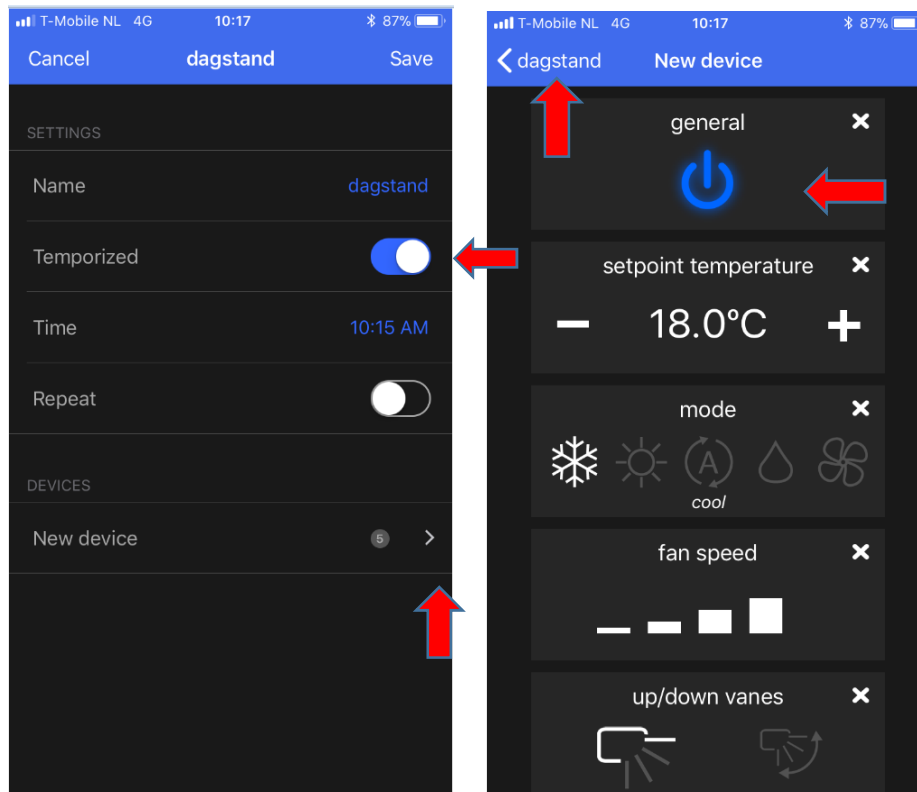 T-Mobile NL 4G 10:17 87%
Cancel dagstand Save
SETTINGS
Name dagstand
Temporized
Time 10:15 AM
Repeat
DEVICES
New device 5
T-Mobile NL 4G 10:17 87%
dagstand New device
general
setpoint temperature
18.0°C
mode
A
cool
fan speed
up/down vanes